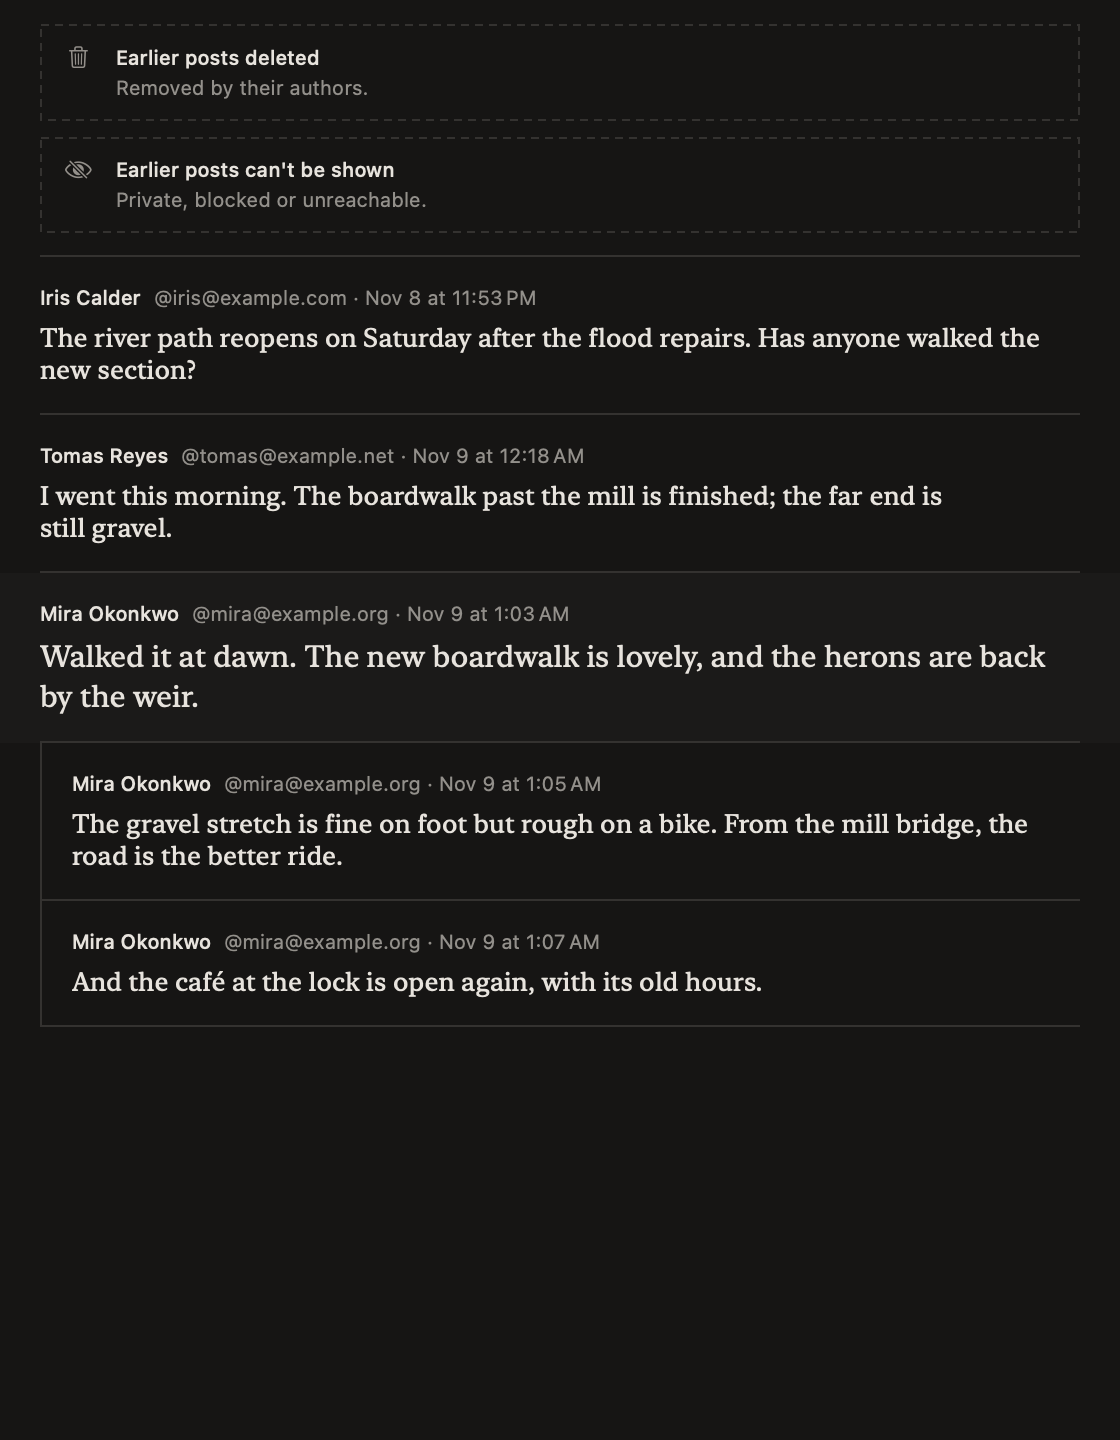 Earlier posts deleted
Removed by their authors.
Earlier posts can't be shown
Private, blocked or unreachable.
Iris Calder @iris@example.com · Nov 8 at 11:53 PM
The river path reopens on Saturday after the flood repairs. Has anyone walked the
new section?
Tomas Reyes @tomas@example.net · Nov 9 at 12:18 AM
I went this morning. The boardwalk past the mill is finished; the far end is
still gravel.
Mira Okonkwo @mira@example.org · Nov 9 at 1:03 AM
Walked it at dawn. The new boardwalk is lovely, and the herons are back
by the weir.
Mira Okonkwo @mira@example.org · Nov 9 at 1:05 AM
The gravel stretch is fine on foot but rough on a bike. From the mill bridge, the
road is the better ride.
Mira Okonkwo @mira@example.org · Nov 9 at 1:07 AM
And the café at the lock is open again, with its old hours.